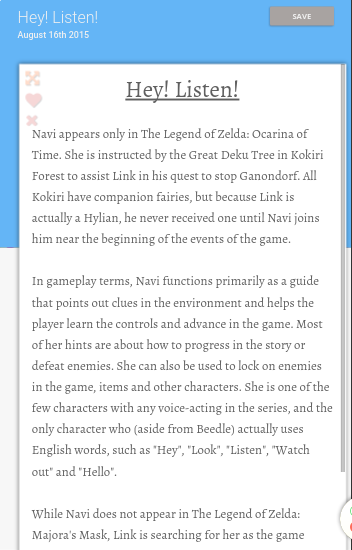 Hey! Listen!
SAVE
August 16th 2015
Hey! Listen!
Navi appears only in The Legend of Zelda: Ocarina of
Time. She is instructed by the Great Deku Tree in Kokiri
Forest to assist Link in his quest to stop Ganondorf. All
Kokiri have companion fairies, but because Link is
actually a Hylian, he never received one until Navi joins
him near the beginning of the events of the game.
In gameplay terms, Navi functions primarily as a guide
that points out clues in the environment and helps the
player learn the controls and advance in the game. Most
of her hints are about how to progress in the story or
defeat enemies. She can also be used to lock on enemies
in the game, items and other characters. She is one of the
few characters with any voice-acting in the series, and the
only character who (aside from Beedle) actually uses
English words, such as "Hey", "Look", "Listen", "Watch
out" and "Hello".
While Navi does not appear in The Legend of Zelda:
Majora's Mask, Link is searching for her as the game